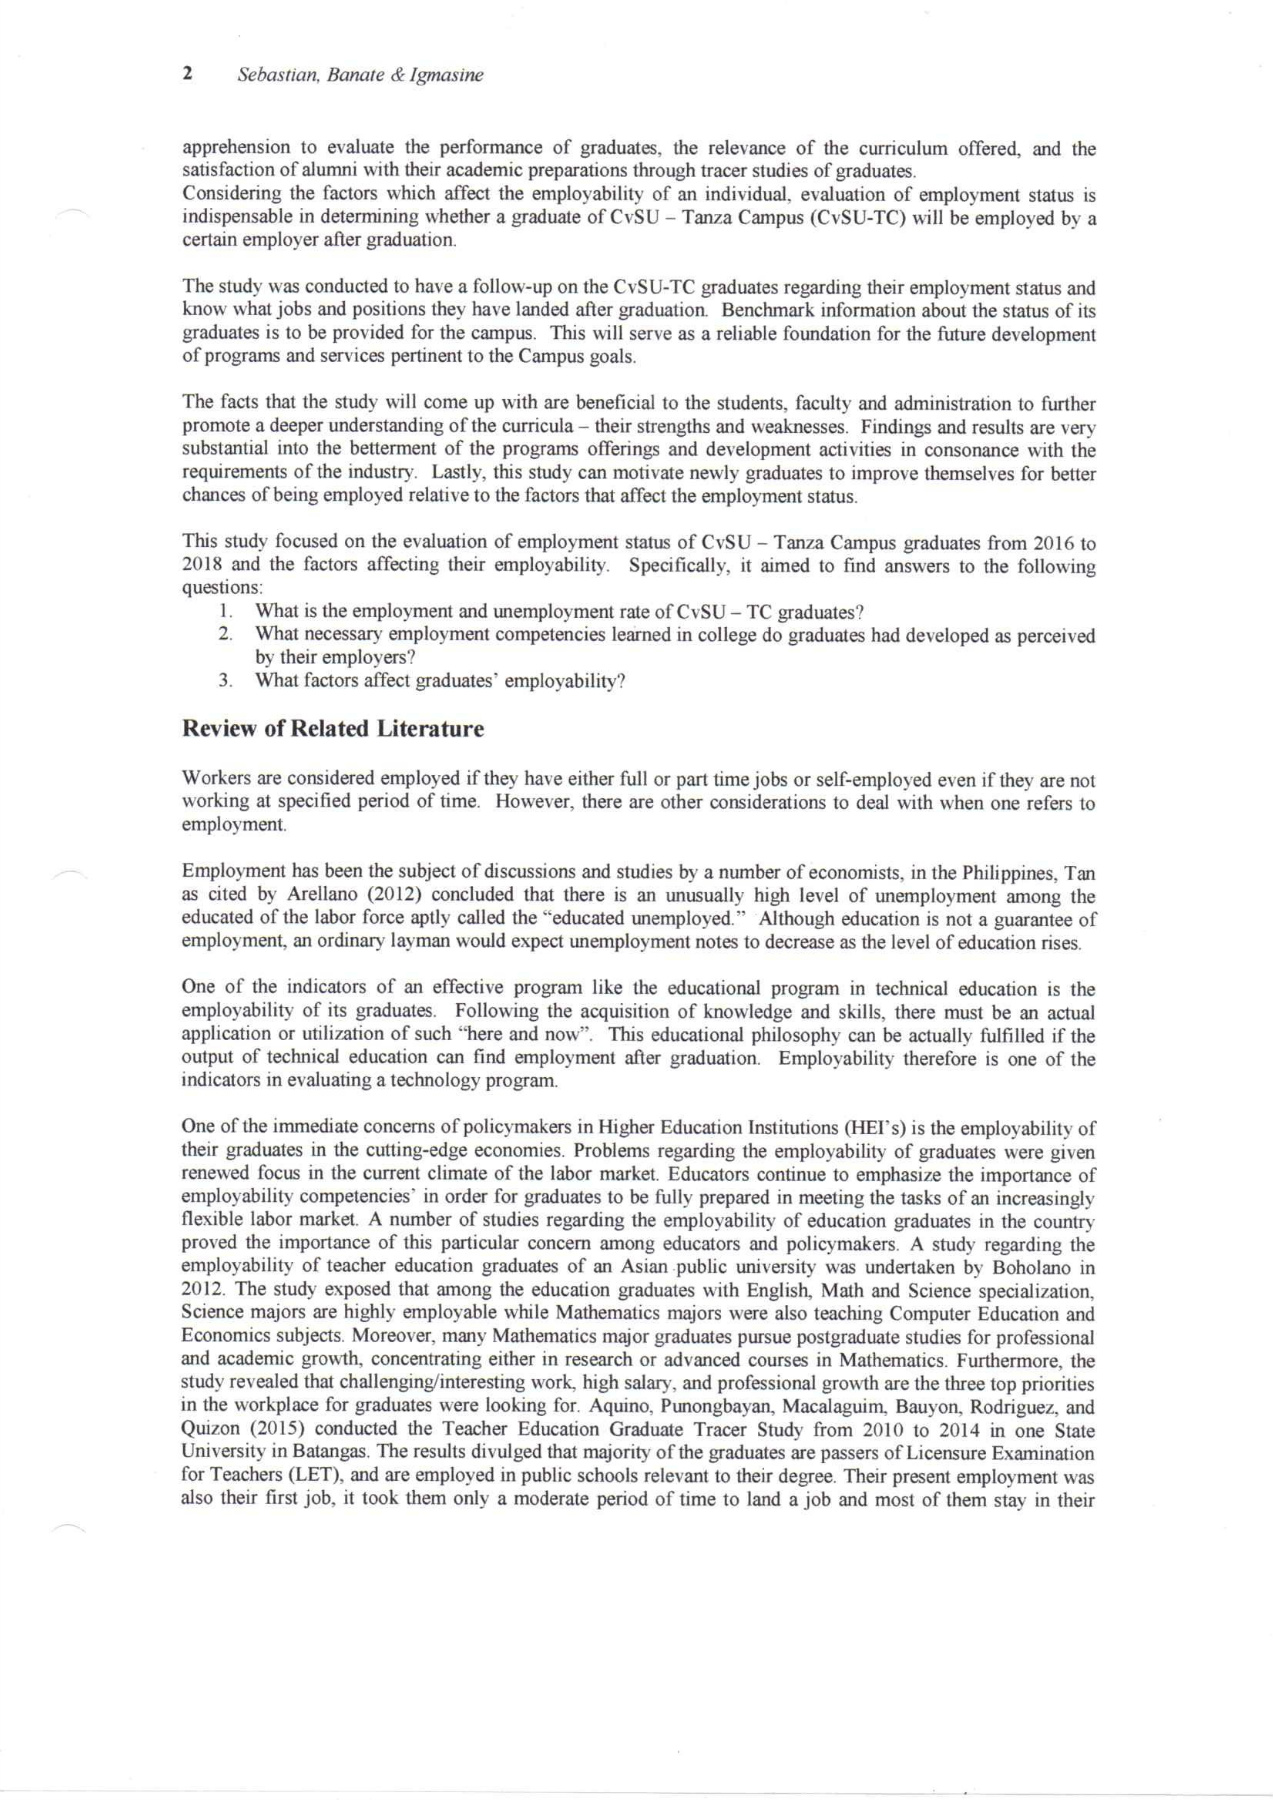 2 Sebastian, Banate & Igmasine
apprehension to evaluate the performance of graduates, the relevance of the curriculum offered, and the
satisfaction of alumni with their academic preparations through tracer studies of graduates.
Considering the factors which affect the employability of an individual, evaluation of employment status is
indispensable in determining whether a graduate of CvSU – Tanza Campus (CvSU-TC) will be employed by a
certain employer after graduation.
The study was conducted to have a follow-up on the CvSU-TC graduates regarding their employment status and
know what jobs and positions they have landed after graduation. Benchmark information about the status of its
graduates is to be provided for the campus. This will serve as a reliable foundation for the future development
of programs and services pertinent to the Campus goals.
The facts that the study will come up with are beneficial to the students, faculty and administration to further
promote a deeper understanding of the curricula – their strengths and weaknesses. Findings and results are very
substantial into the betterment of the programs offerings and development activities in consonance with the
requirements of the industry. Lastly, this study can motivate newly graduates to improve themselves for better
chances of being employed relative to the factors that affect the employment status.
This study focused on the evaluation of employment status of CvSU – Tanza Campus graduates from 2016 to
2018 and the factors affecting their employability. Specifically, it aimed to find answers to the following
questions:
1. What is the employment and unemployment rate of CvSU – TC graduates?
2. What necessary employment competencies learned in college do graduates had developed as perceived
by their employers?
3. What factors affect graduates' employability?
Review of Related Literature
Workers are considered employed if they have either full or part time jobs or self-employed even if they are not
working at specified period of time. However, there are other considerations to deal with when one refers to
employment.
Employment has been the subject of discussions and studies by a number of economists, in the Philippines, Tan
as cited by Arellano (2012) concluded that there is an unusually high level of unemployment among the
educated of the labor force aptly called the "educated unemployed." Although education is not a guarantee of
employment, an ordinary layman would expect unemployment notes to decrease as the level of education rises.
One of the indicators of an effective program like the educational program in technical education is the
employability of its graduates. Following the acquisition of knowledge and skills, there must be an actual
application or utilization of such "here and now". This educational philosophy can be actually fulfilled if the
output of technical education can find employment after graduation. Employability therefore is one of the
indicators in evaluating a technology program.
One of the immediate concerns of policymakers in Higher Education Institutions (HEI's) is the employability of
their graduates in the cutting-edge economies. Problems regarding the employability of graduates were given
renewed focus in the current climate of the labor market. Educators continue to emphasize the importance of
employability competencies' in order for graduates to be fully prepared in meeting the tasks of an increasingly
flexible labor market. A number of studies regarding the employability of education graduates in the country
proved the importance of this particular concern among educators and policymakers. A study regarding the
employability of teacher education graduates of an Asian public university was undertaken by Boholano in
2012. The study exposed that among the education graduates with English, Math and Science specialization,
Science majors are highly employable while Mathematics majors were also teaching Computer Education and
Economics subjects. Moreover, many Mathematics major graduates pursue postgraduate studies for professional
and academic growth, concentrating either in research or advanced courses in Mathematics. Furthermore, the
study revealed that challenging/interesting work, high salary, and professional growth are the three top priorities
in the workplace for graduates were looking for. Aquino, Punongbayan, Macalaguim, Bauyon, Rodriguez, and
Quizon (2015) conducted the Teacher Education Graduate Tracer Study from 2010 to 2014 in one State
University in Batangas. The results divulged that majority of the graduates are passers of Licensure Examination
for Teachers (LET), and are employed in public schools relevant to their degree. Their present employment was
also their first job, it took them only a moderate period of time to land a job and most of them stay in their